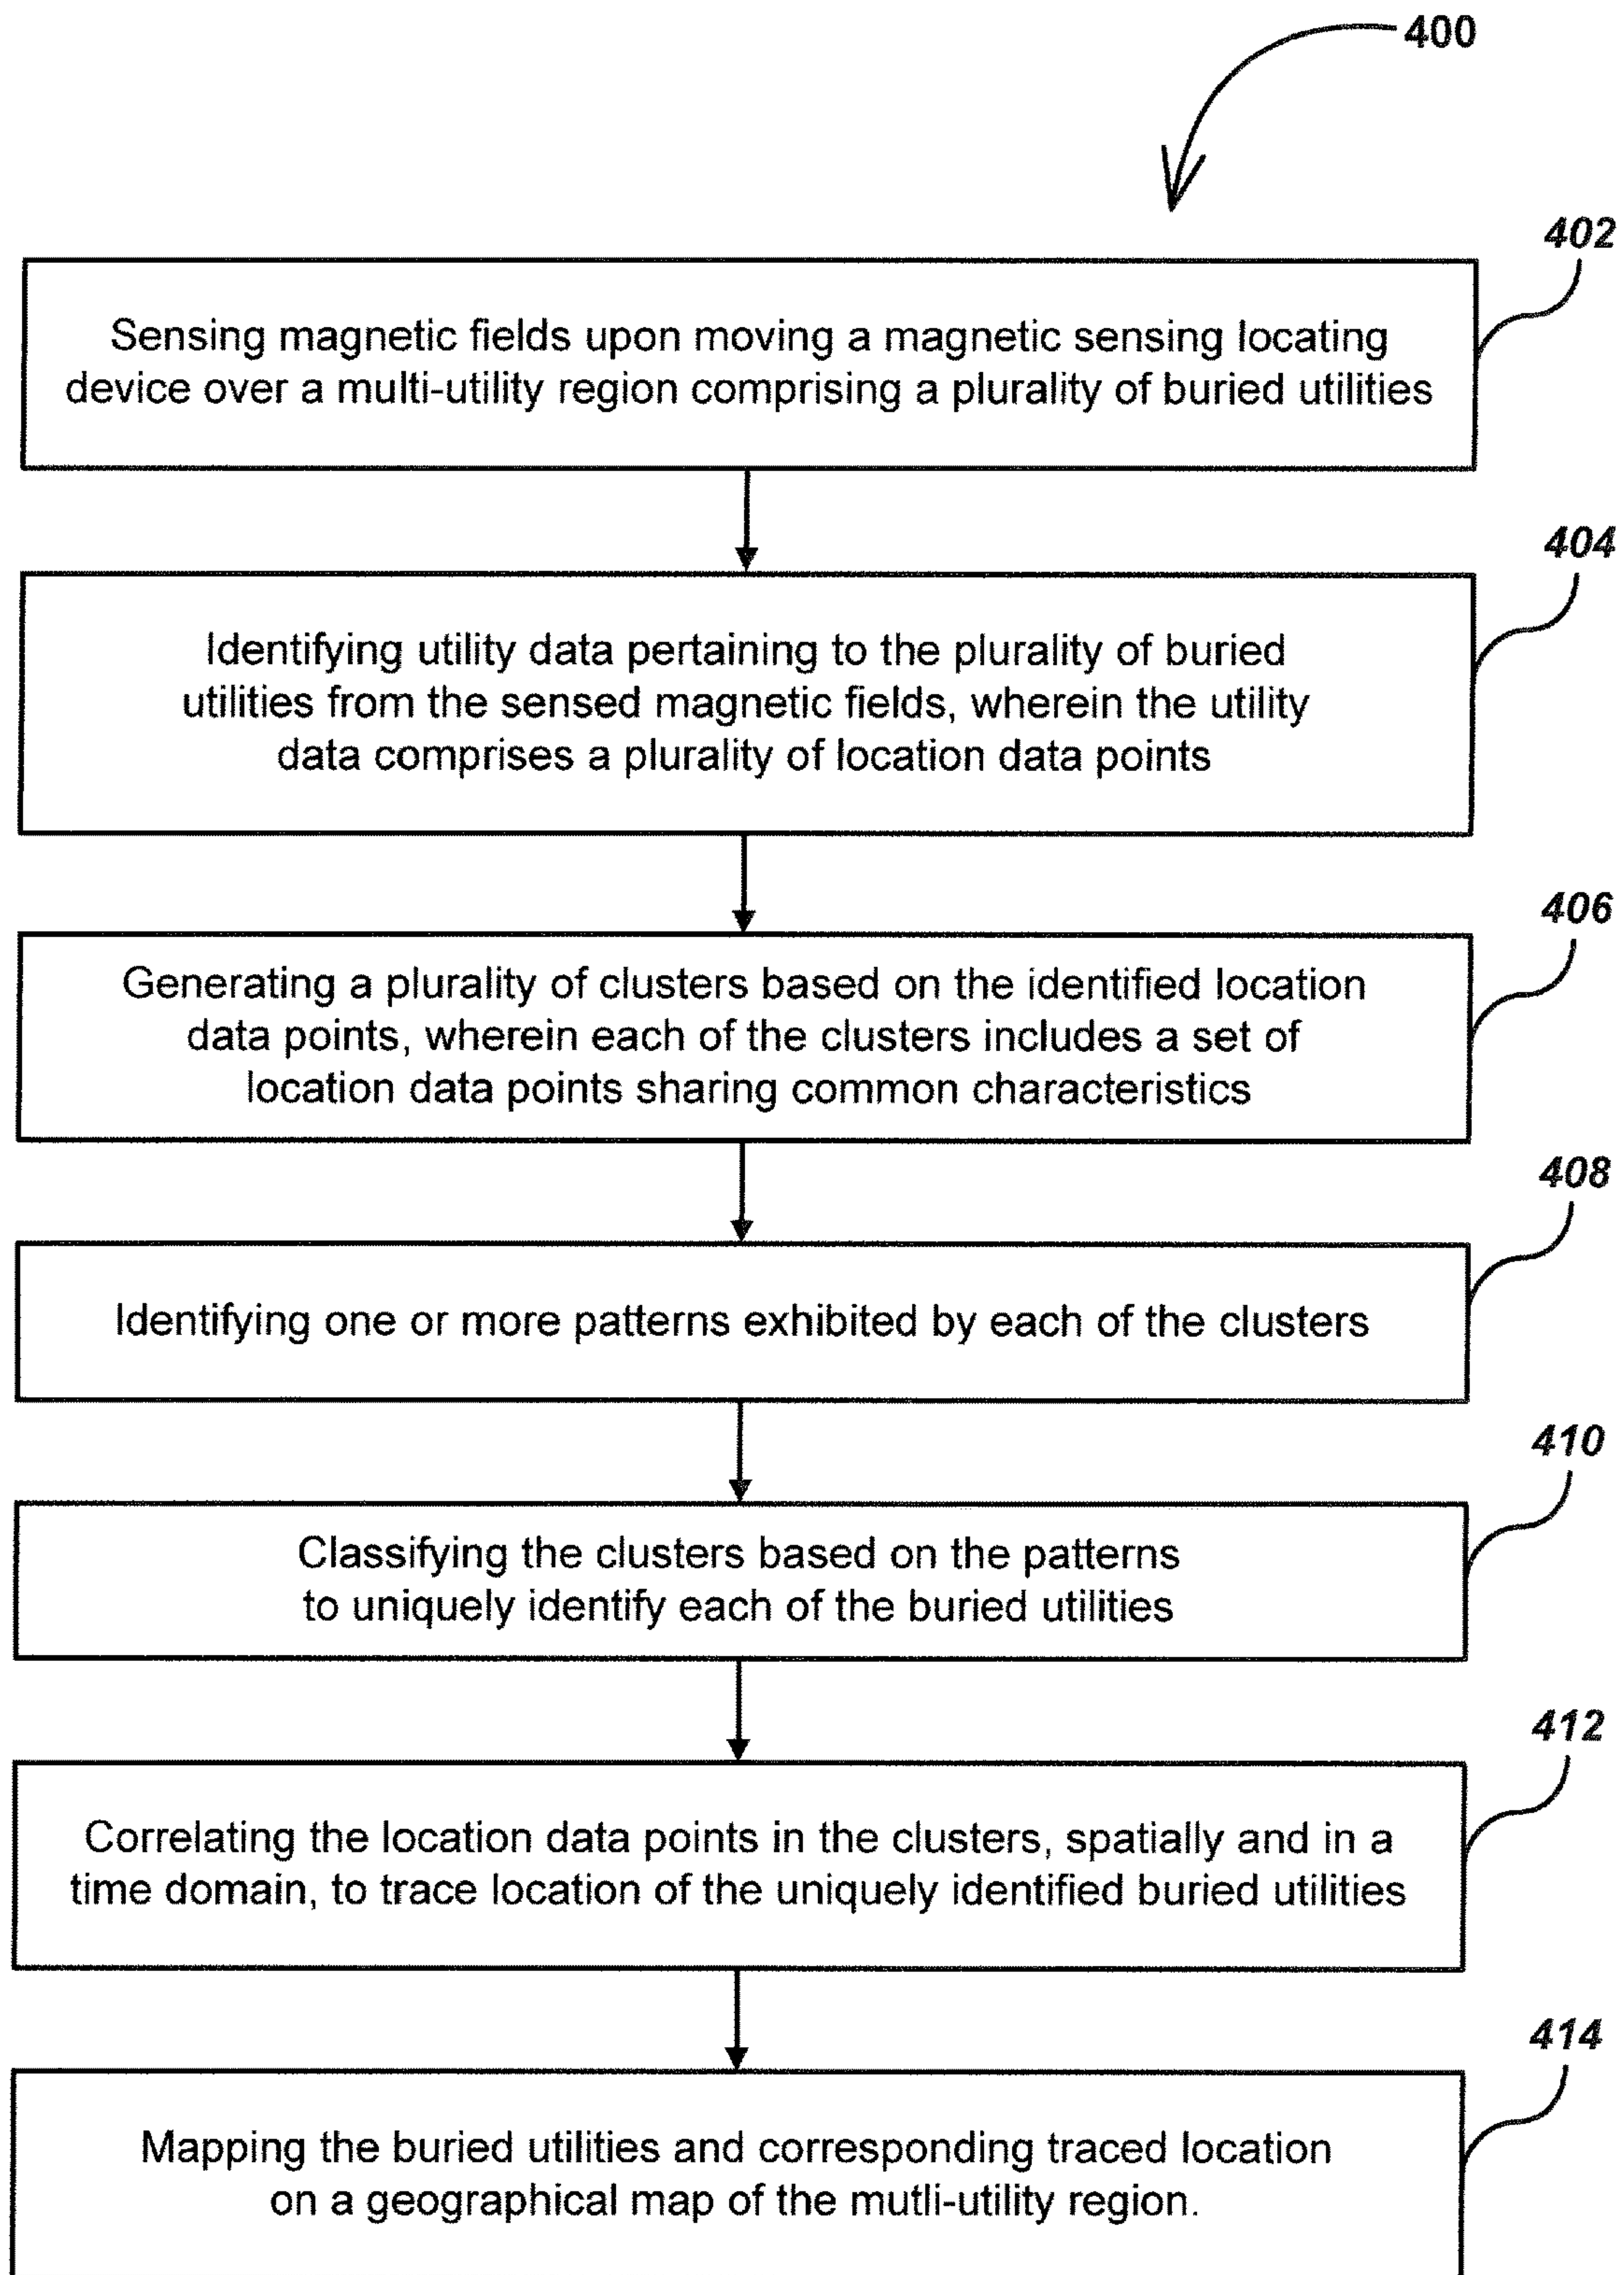 400
402
Sensing magnetic fields upon moving a magnetic sensing locating
device over a multi-utility region comprising a plurality of buried utilities
404
Identifying utility data pertaining to the plurality of buried
utilities from the sensed magnetic fields, wherein the utility
data comprises a plurality of location data points
406
Generating a plurality of clusters based on the identified location
data points, wherein each of the clusters includes a set of
location data points sharing common characteristics
408
Identifying one or more patterns exhibited by each of the clusters
410
Classifying the clusters based on the patterns
to uniquely identify each of the buried utilities
412
Correlating the location data points in the clusters, spatially and in a
time domain, to trace location of the uniquely identified buried utilities
414
Mapping the buried utilities and corresponding traced location
on a geographical map of the mutli-utility region.